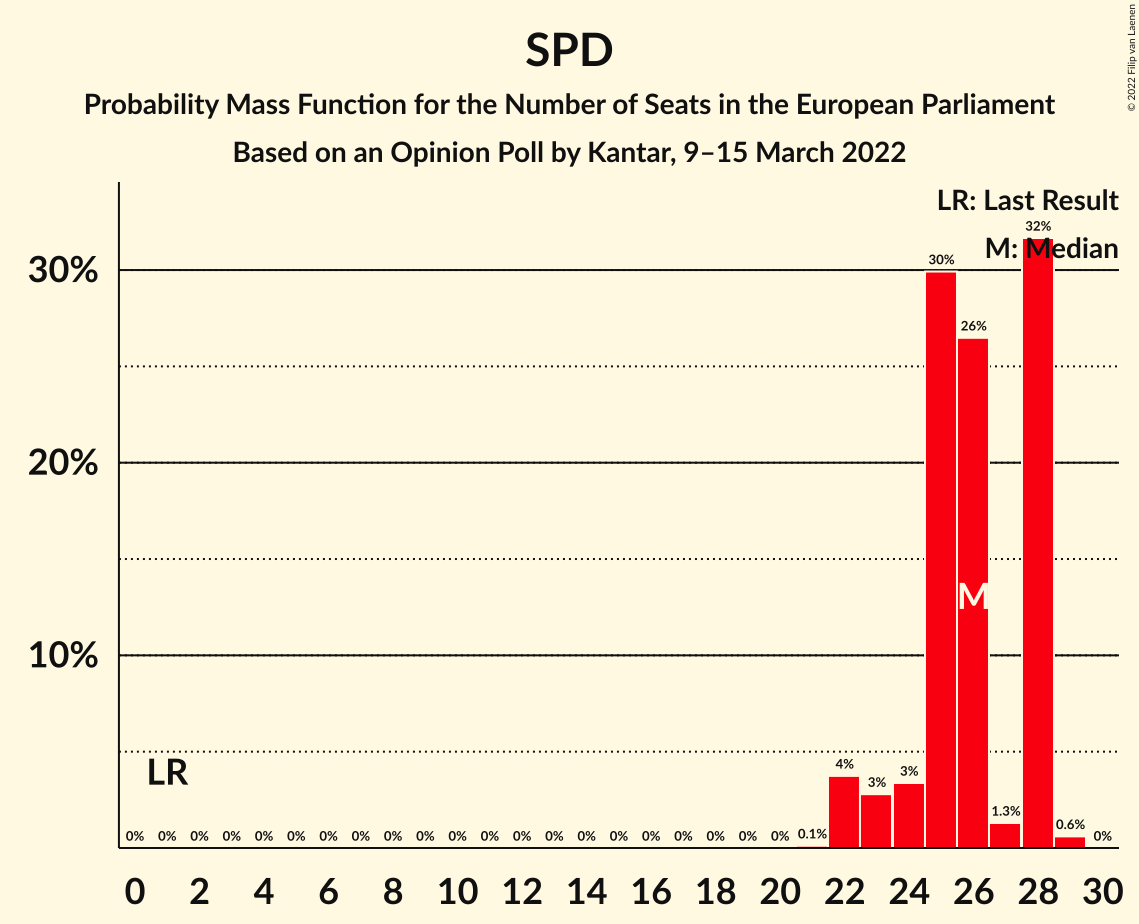 SPD
Probability Mass Function for the Number of Seats in the European Parliament
Based on an Opinion Poll by Kantar, 9–15 March 2022
© 2022 Filip van Laenen
LR: Last Result
M: Median
30%
20%
10%
LR
M
0% 0% 0% 0% 0% 0% 0% 0% 0% 0% 0% 0% 0% 0% 0% 0% 0% 0% 0% 0% 0% 0.1% 4% 3% 3% 30% 26% 1.3% 32% 0.6% 0%
0 2 4 6 8 10 12 14 16 18 20 22 24 26 28 30